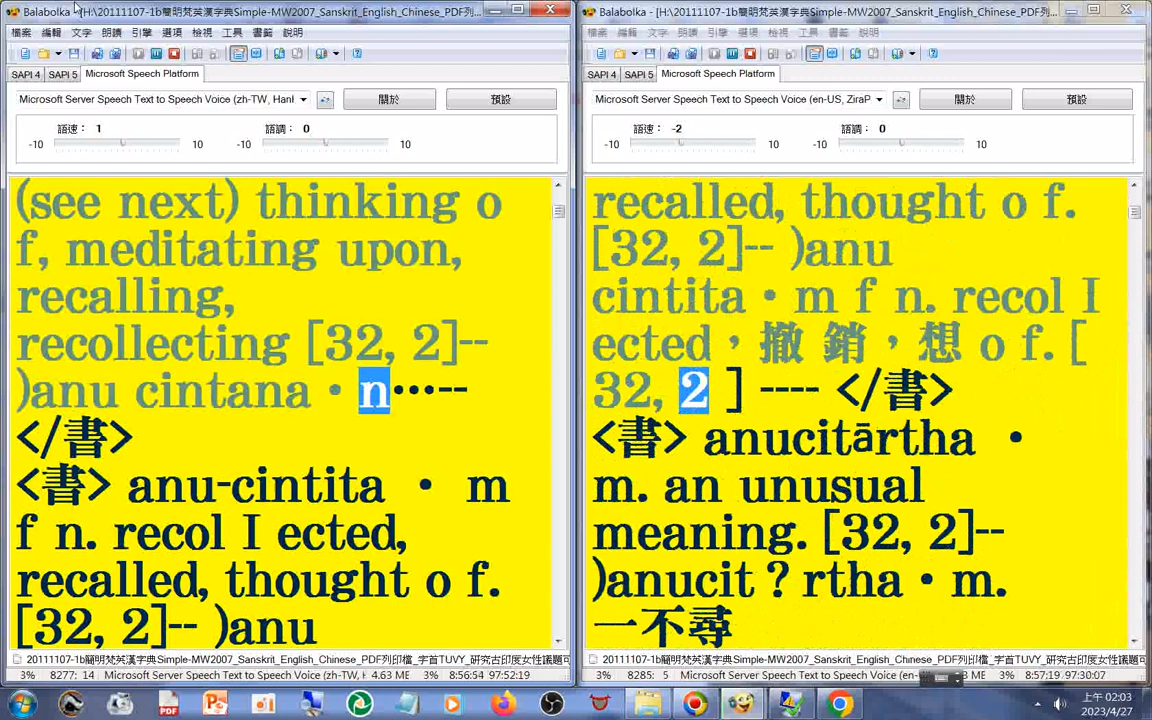 Balabolka - [H:\20111107-1b簡明梵英漢字典Simple-MW2007_Sanskrit_English_Chinese_PDF列...
檔案 編輯 文字 朗讀 引擎 選項 檢視 工具 書籤 說明
SAPI 4 SAPI 5 Microsoft Speech Platform
Microsoft Server Speech Text to Speech Voice (zh-TW, Hanl 關於 預設
語速： 1 語調： 0
-10 10 -10 10
(see next) thinking o
f, meditating upon,
recalling,
recollecting [32, 2]--
)anu cintana • n•••--
</書>
<書> anu-cintita • m
f n. recol I ected,
recalled, thought o f.
[32, 2]-- )anu
20111107-1b簡明梵英漢字典Simple-MW2007_Sanskrit_English_Chinese_PDF列印檔_字首TUVY_研究古印度女性議題可
3% 8277: 14 Microsoft Server Speech Text to Speech Voice (zh-TW, H 4.63 ME 3% 8:56:54 97:52:19
Balabolka - [H:\20111107-1b簡明梵英漢字典Simple-MW2007_Sanskrit_English_Chinese_PDF列印...
檔案 編輯 文字 朗讀 引擎 選項 檢視 工具 書籤 說明
SAPI 4 SAPI 5 Microsoft Speech Platform
Microsoft Server Speech Text to Speech Voice (en-US, ZiraP 關於 預設
語速： -2 語調： 0
-10 10 -10 10
recalled, thought o f.
[32, 2]-- )anu
cintita • m f n. recol I
ected，撤 銷，想 o f. [
32, 2 ] ---- </書>
<書> anucitārtha •
m. an unusual
meaning. [32, 2]--
)anucit ? rtha • m.
一不尋
20111107-1b簡明梵英漢字典Simple-MW2007_Sanskrit_English_Chinese_PDF列印檔_字首TUVY_研究古印度女性議題可
3% 8285: 5 Microsoft Server Speech Text to Speech Voice (en-US, 3% 8:57:19 97:30:07
上午 02:03
2023/4/27